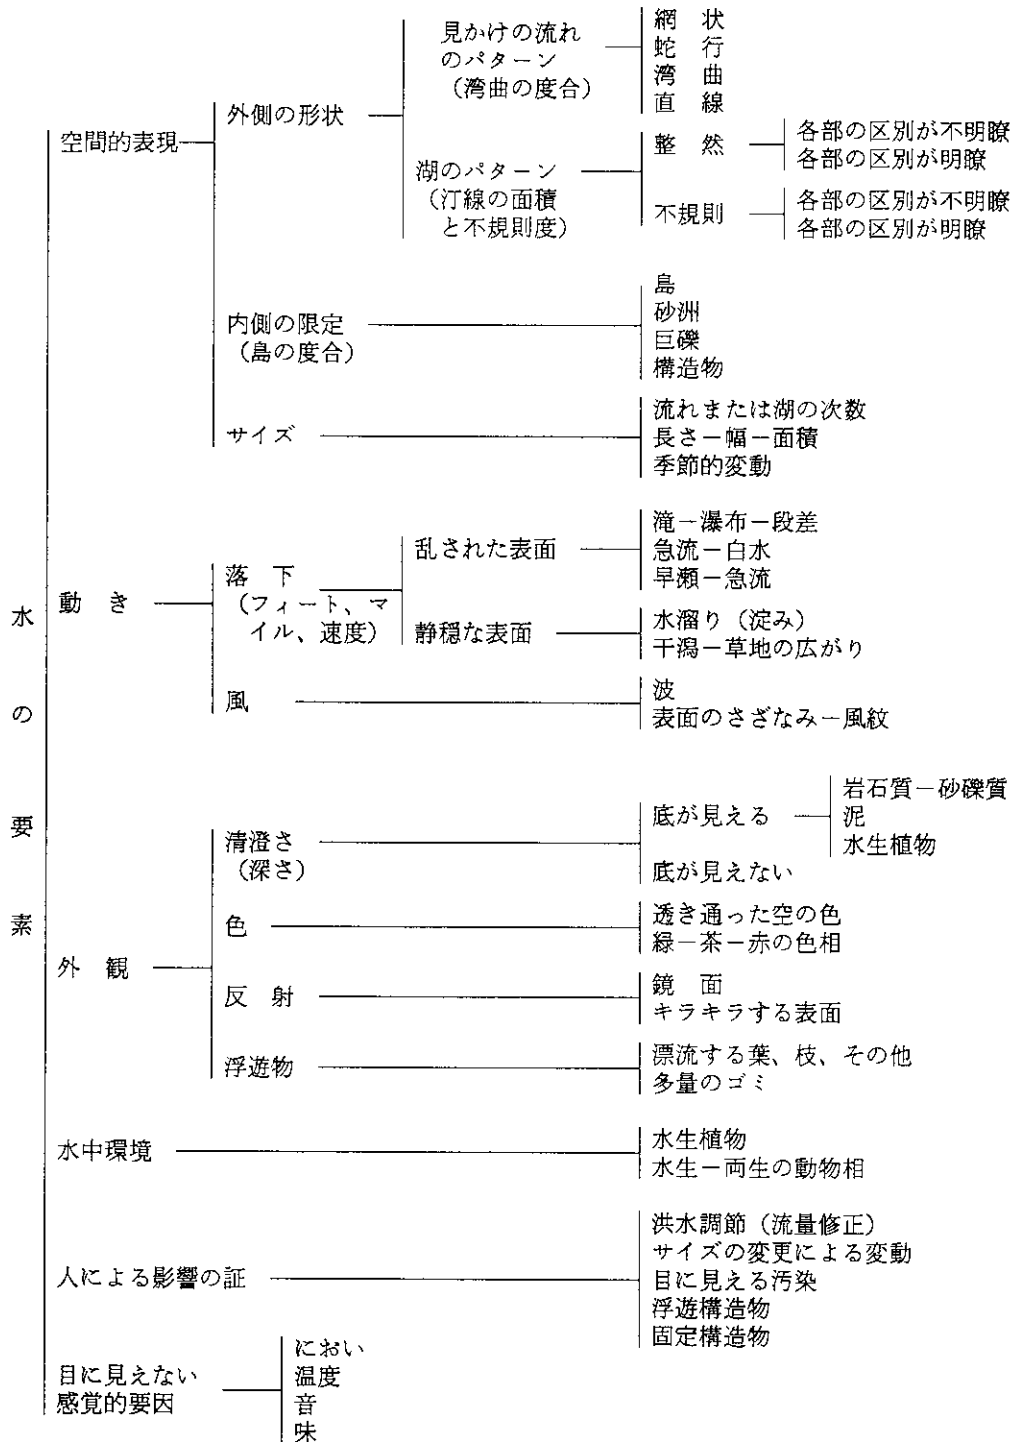 水の要素
空間的表現
外側の形状
見かけの流れ
のパターン
(湾曲の度合)
網 状
蛇 行
湾 曲
直 線
湖のパターン
(汀線の面積
と不規則度)
整 然
各部の区別が不明瞭
各部の区別が明瞭
不規則
各部の区別が不明瞭
各部の区別が明瞭
内側の限定
(島の度合)
島
砂洲
巨礫
構造物
サイズ
流れまたは湖の次数
長さ－幅－面積
季節的変動
動 き
落 下
(フィート、マ
イル、速度)
乱された表面
滝－瀑布－段差
急流－白水
早瀬－急流
静穏な表面
水溜り(淀み)
干潟－草地の広がり
風
波
表面のさざなみ－風紋
外 観
清澄さ
(深さ)
底が見える
岩石質－砂礫質
泥
水生植物
底が見えない
色
透き通った空の色
緑－茶－赤の色相
反 射
鏡 面
キラキラする表面
浮遊物
漂流する葉、枝、その他
多量のゴミ
水中環境
水生植物
水生－両生の動物相
人による影響の証
洪水調節(流量修正)
サイズの変更による変動
目に見える汚染
浮遊構造物
固定構造物
目に見えない
感覚的要因
におい
温度
音
味